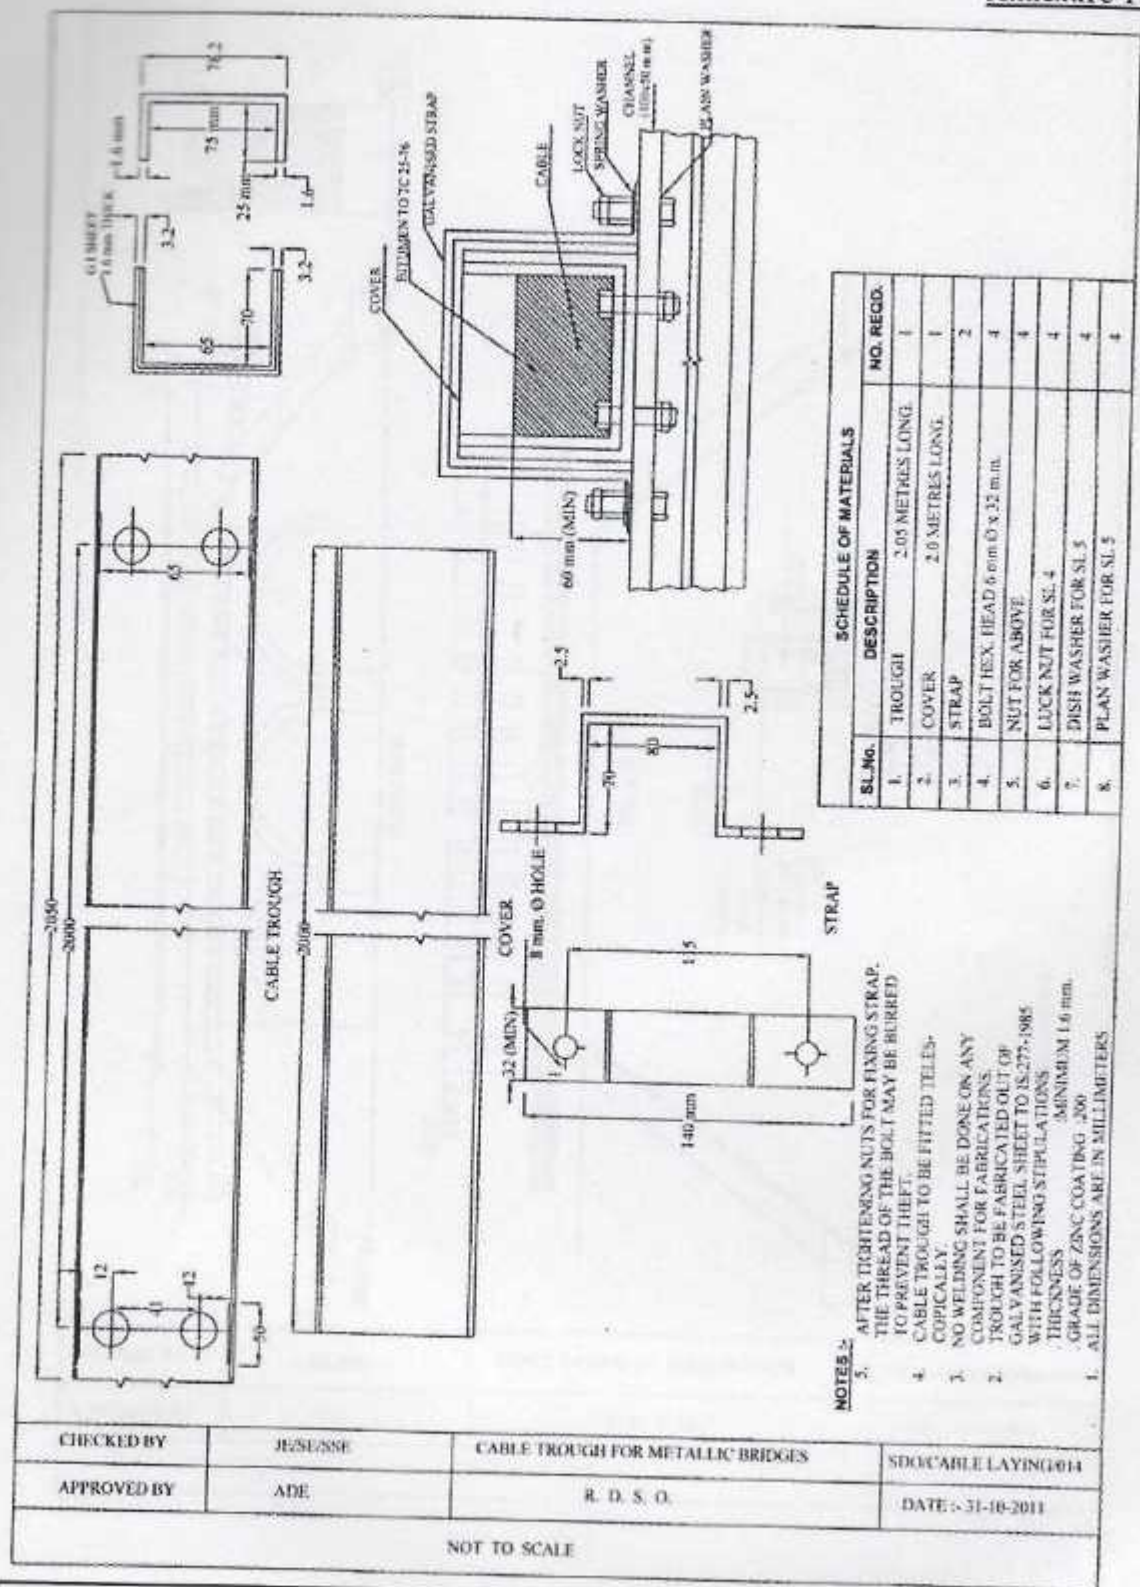 76.2
1.6 mm
75 mm
G.I SHEET
1.6 mm THICK
3.2
25 mm
1.6
3.2
65
70
2050
2000
65
12
41
42
50
CABLE TROUGH
2000
COVER
COVER
BITUMEN TO 7C 25-76
GALVANISED STRAP
CABLE
LOCK NUT
SPRING WASHER
CHANNEL
PLAIN WASHER
60 mm (MIN)
2.5
2.5
80
70
8 mm. Ø HOLE
32 (MIN)
115
140 mm
STRAP
SCHEDULE OF MATERIALS
SL.No. DESCRIPTION NO. REQD.
1. TROUGH 2.05 METRES LONG. 1
2. COVER 2.0 METRES LONG. 1
3. STRAP 2
4. BOLT HEX. HEAD 6 mm Ø x 32 m.m. 4
5. NUT FOR ABOVE 4
6. LUCK NUT FOR SL. 4 4
7. DISH WASHER FOR SL. 5 4
8. PLAN WASHER FOR SL. 5 4
NOTES :-
5. AFTER TIGHTENING NUTS FOR FIXING STRAP.
THE THREAD OF THE BOLT MAY BE BURRED
TO PREVENT THEFT.
4. CABLE TROUGH TO BE FITTED TELES-
COPICALLY.
3. NO WELDING SHALL BE DONE ON ANY
COMPONENT FOR FABRICATIONS.
2. TROUGH TO BE FABRICATED OUT OF
GALVANISED STEEL SHEET TO IS:277-1985
WITH FOLLOWING STIPULATIONS
THICKNESS :MINIMUM 1.6 mm.
GRADE OF ZINC COATING :200
1. ALL DIMENSIONS ARE IN MILLIMETERS
CHECKED BY JE/SE/SSE CABLE TROUGH FOR METALLIC BRIDGES SDO/CABLE LAYING/014
APPROVED BY ADE R. D. S. O. DATE :- 31-10-2011
NOT TO SCALE